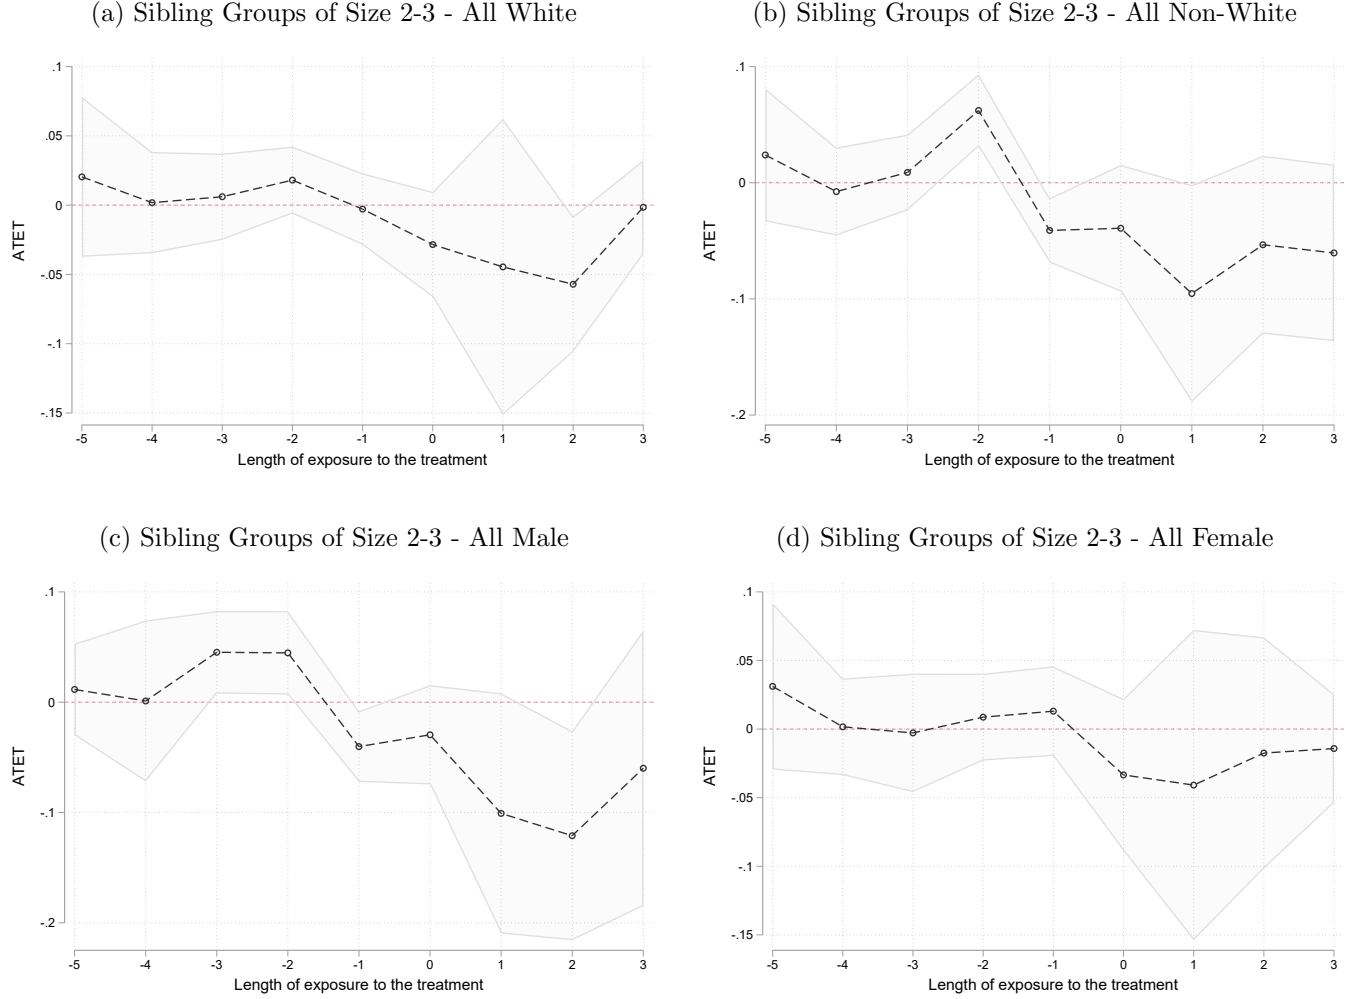 (a) Sibling Groups of Size 2-3 - All White
.1
.05
0
-.05
-.1
-.15
ATET
-5 -4 -3 -2 -1 0 1 2 3
Length of exposure to the treatment
(b) Sibling Groups of Size 2-3 - All Non-White
.1
0
-.1
-.2
ATET
-5 -4 -3 -2 -1 0 1 2 3
Length of exposure to the treatment
(c) Sibling Groups of Size 2-3 - All Male
.1
0
-.1
-.2
ATET
-5 -4 -3 -2 -1 0 1 2 3
Length of exposure to the treatment
(d) Sibling Groups of Size 2-3 - All Female
.1
.05
0
-.05
-.1
-.15
ATET
-5 -4 -3 -2 -1 0 1 2 3
Length of exposure to the treatment